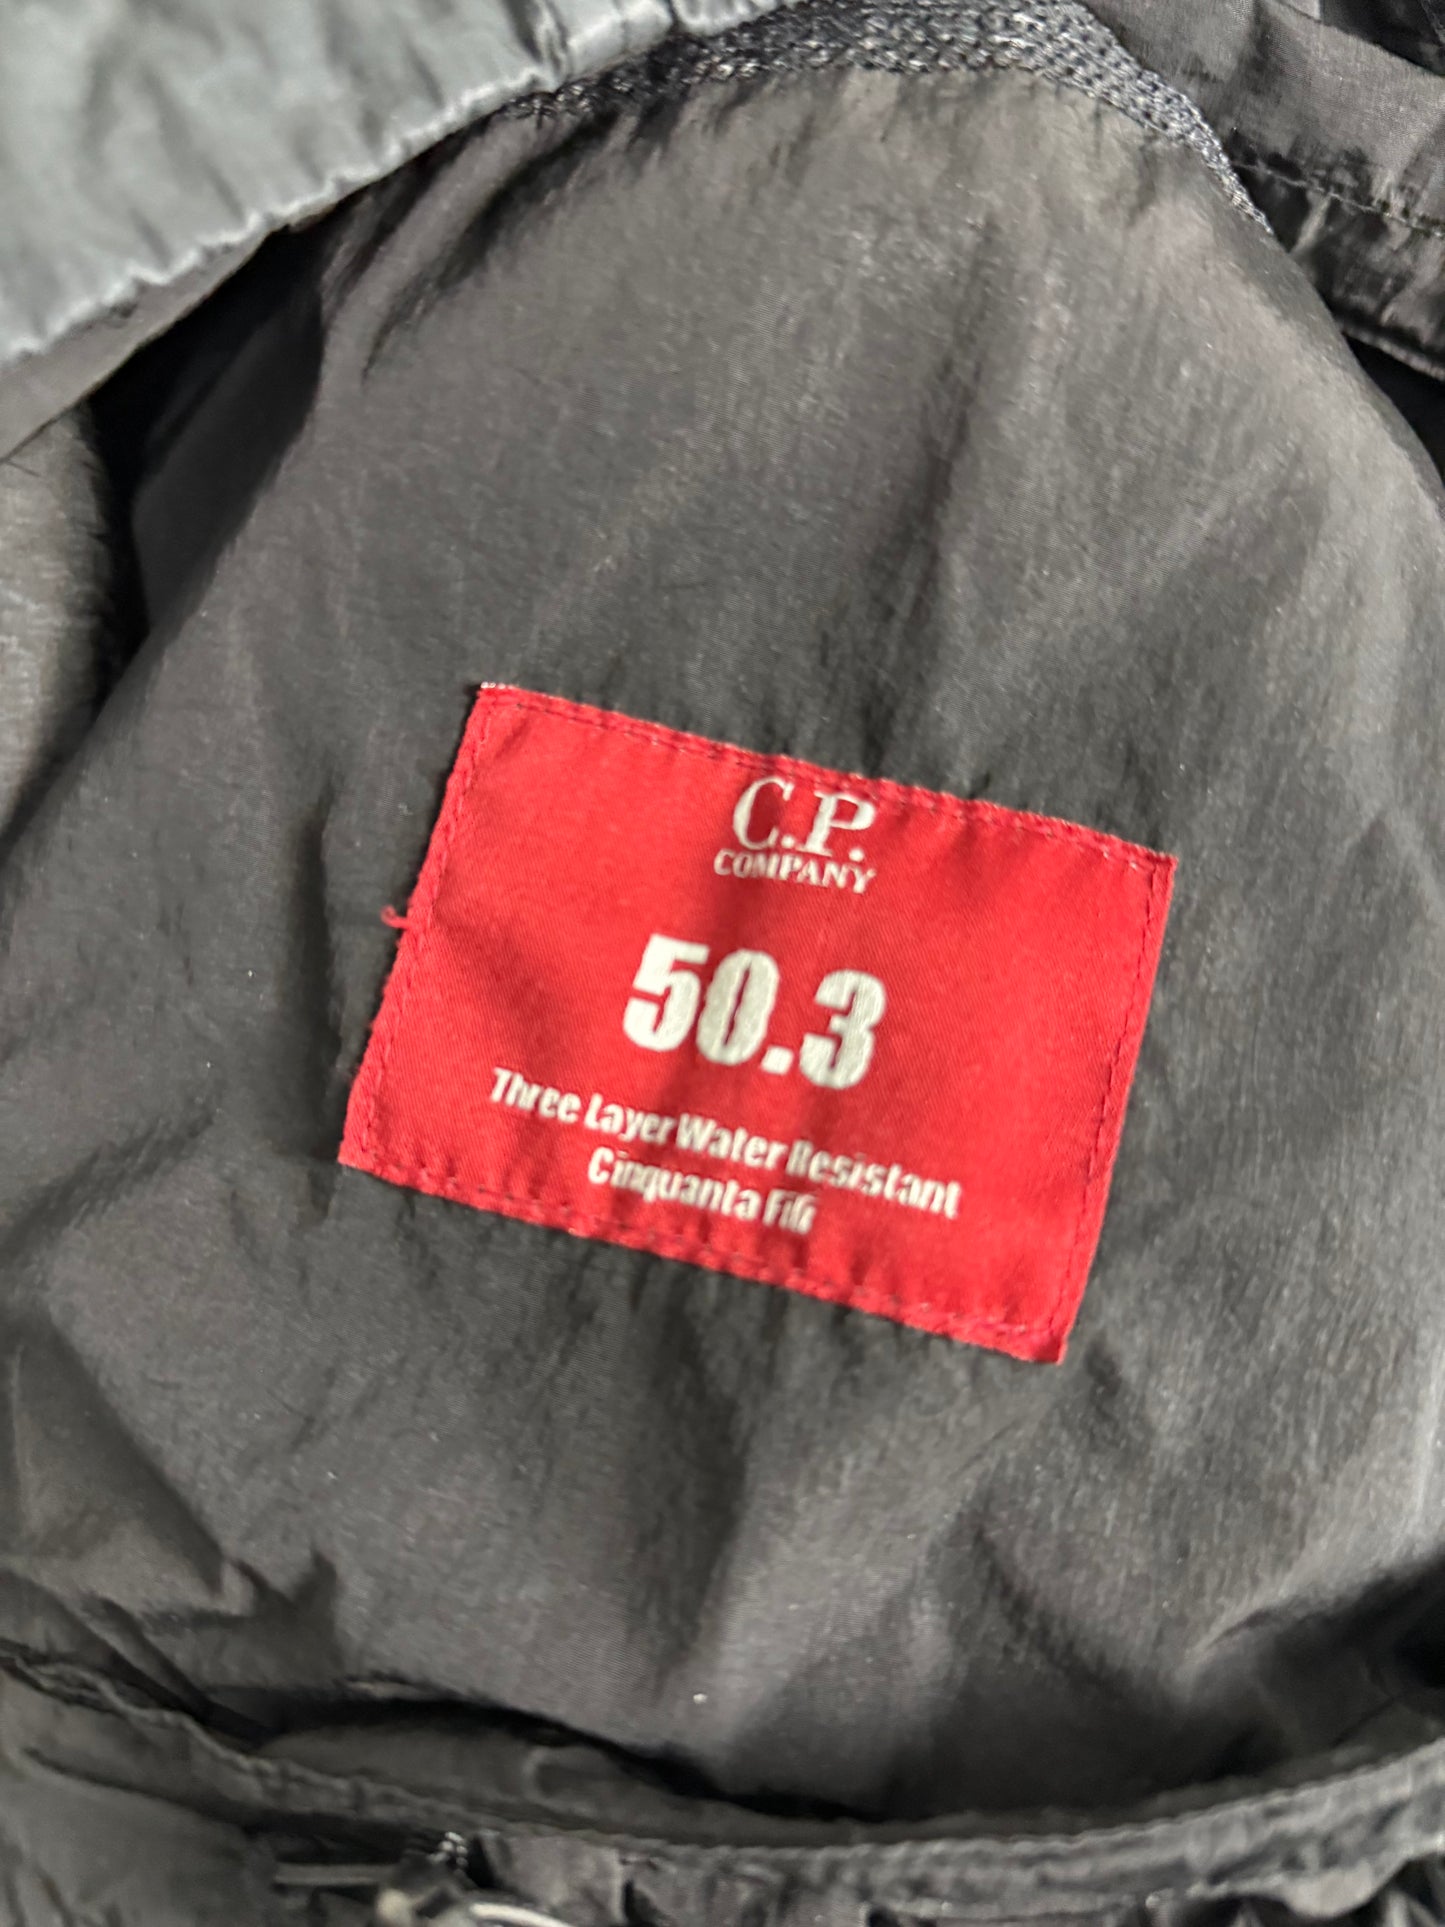 C.P.
COMPANY
50.3
Three Layer Water Resistant
Cinquanta Fili